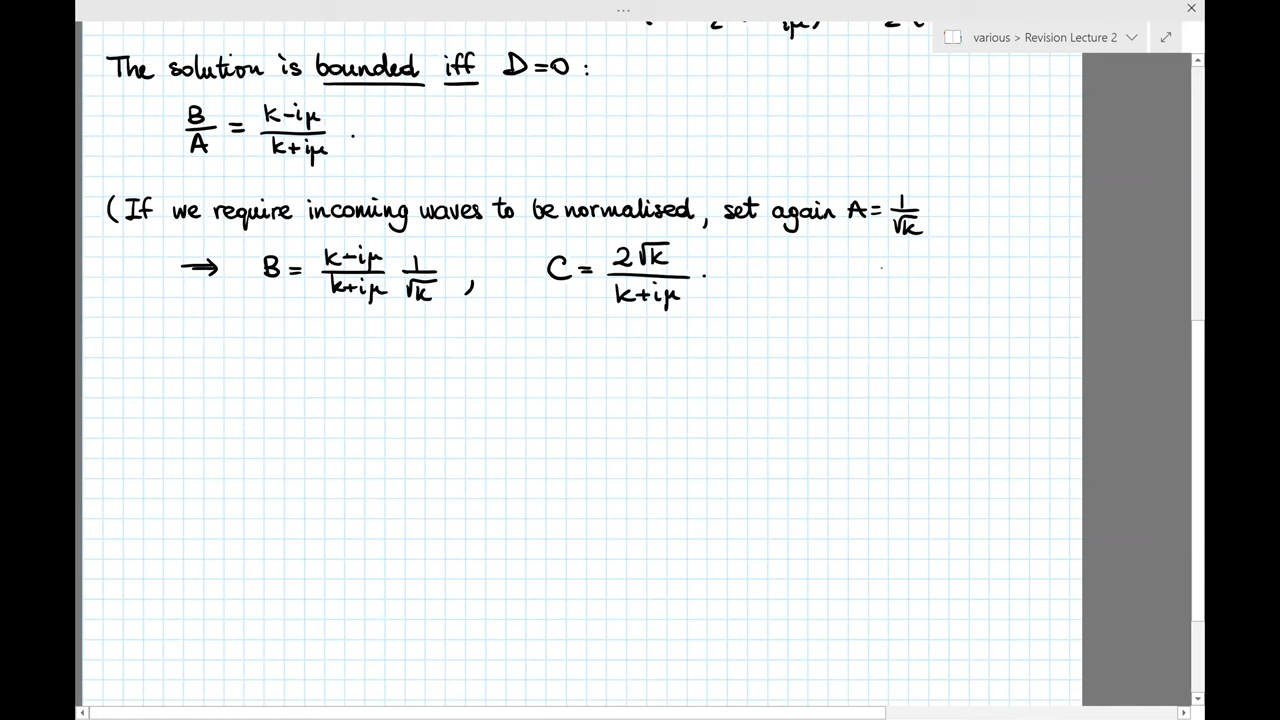 various > Revision Lecture 2
The solution is bounded iff D=0 :
B/A = (k-iμ)/(k+iμ) .
(If we require incoming waves to be normalised, set again A = 1/√k
⟹ B = (k-iμ)/(k+iμ) 1/√k , C = 2√k/(k+iμ) .